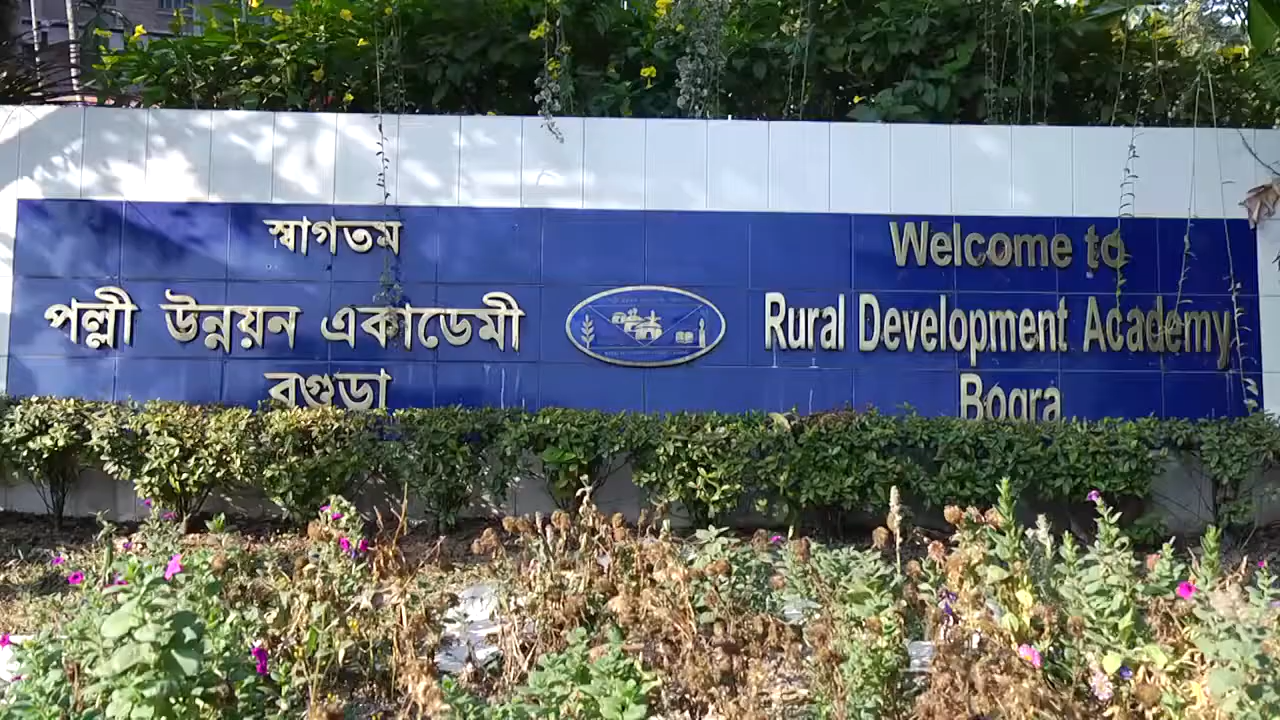 স্বাগতম
পল্লী উন্নয়ন একাডেমী
বগুড়া
Welcome to
Rural Development Academy
Bogra